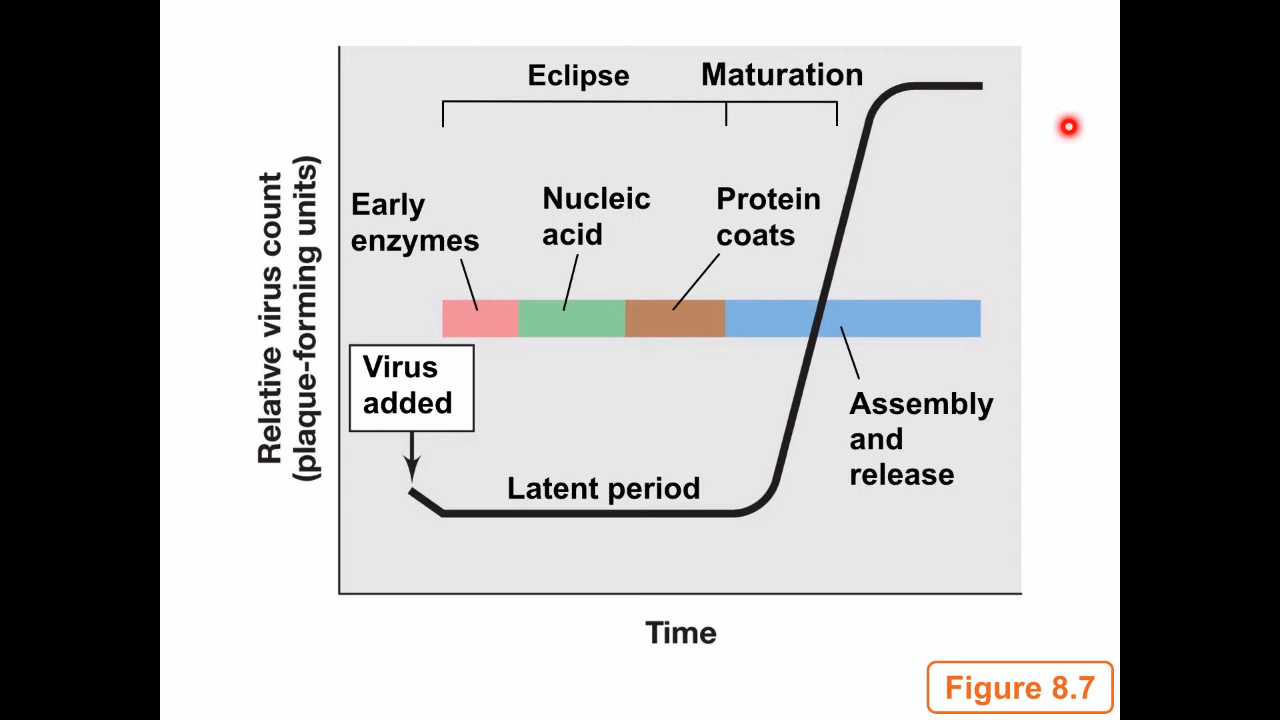 Eclipse
Maturation
Early
enzymes
Nucleic
acid
Protein
coats
Relative virus count
(plaque-forming units)
Virus
added
Latent period
Assembly
and
release
Time
Figure 8.7